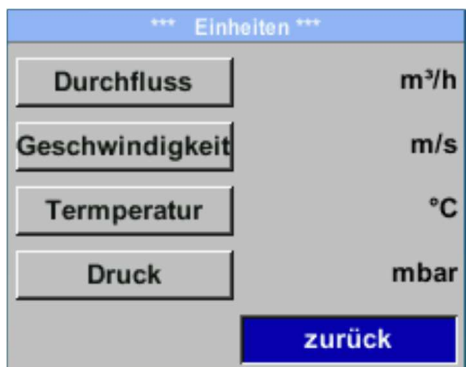 *** Einheiten ***
Durchfluss m³/h
Geschwindigkeit m/s
Termperatur °C
Druck mbar
zurück